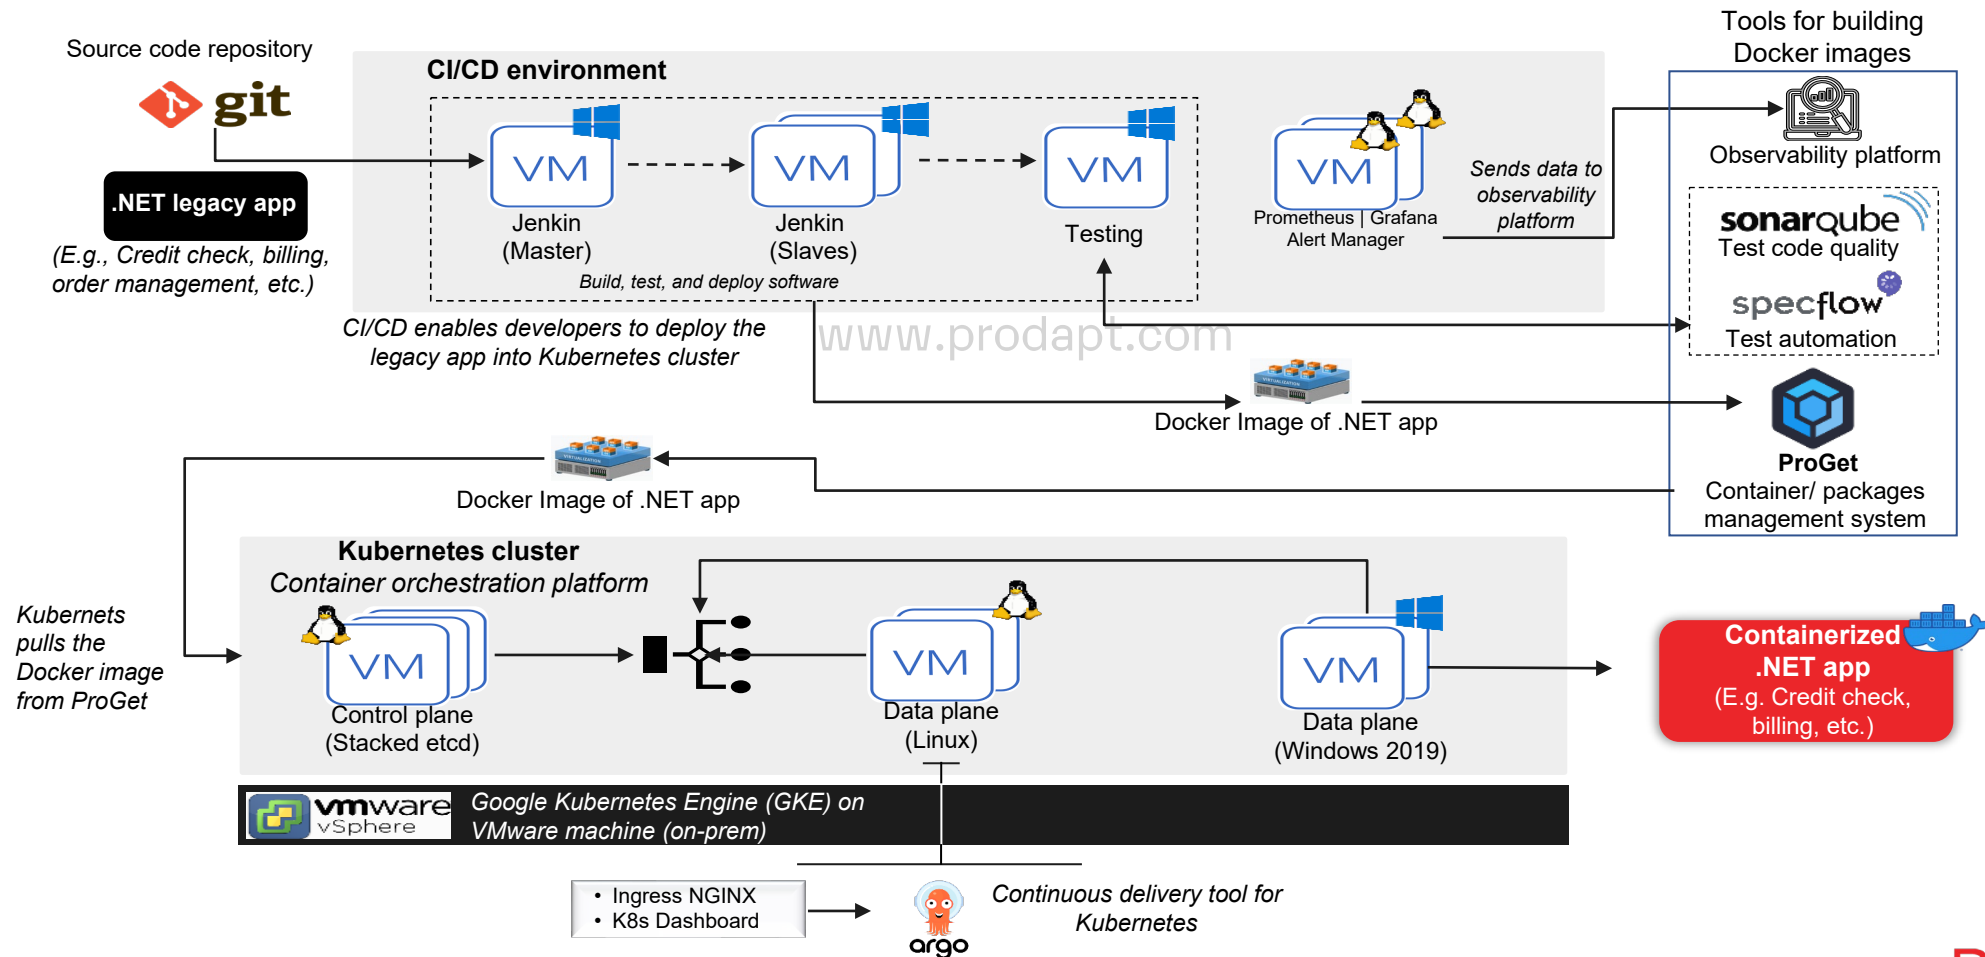 Source code repository
git
.NET legacy app
(E.g., Credit check, billing,
order management, etc.)
CI/CD environment
VM
Jenkin
(Master)
VM
Jenkin
(Slaves)
VM
Testing
Build, test, and deploy software
VM
Prometheus | Grafana
Alert Manager
Sends data to
observability
platform
CI/CD enables developers to deploy the
legacy app into Kubernetes cluster
www.prodapt.com
Tools for building
Docker images
Observability platform
sonarqube
Test code quality
specflow
Test automation
ProGet
Container/ packages
management system
VIRTUALIZATION
Docker Image of .NET app
VIRTUALIZATION
Docker Image of .NET app
Kubernets
pulls the
Docker image
from ProGet
Kubernetes cluster
Container orchestration platform
VM
Control plane
(Stacked etcd)
VM
Data plane
(Linux)
VM
Data plane
(Windows 2019)
Containerized
.NET app
(E.g. Credit check,
billing, etc.)
vmware
vSphere
Google Kubernetes Engine (GKE) on
VMware machine (on-prem)
• Ingress NGINX
• K8s Dashboard
argo
Continuous delivery tool for
Kubernetes